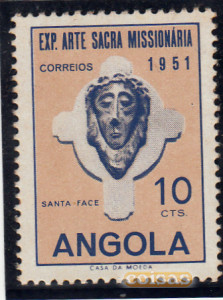 EXP. ARTE SACRA MISSIONÁRIA
CORREIOS 1951
SANTA-FACE
10
CTS.
ANGOLA
CASA DA MOEDA